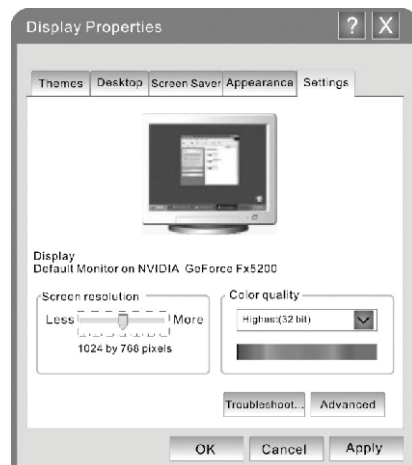 Display Properties ? X
Themes Desktop Screen Saver Appearance Settings
Display
Default Monitor on NVIDIA GeForce Fx5200
Screen resolution
Less More
1024 by 768 pixels
Color quality
Highest(32 bit)
Troubleshoot... Advanced
OK Cancel Apply